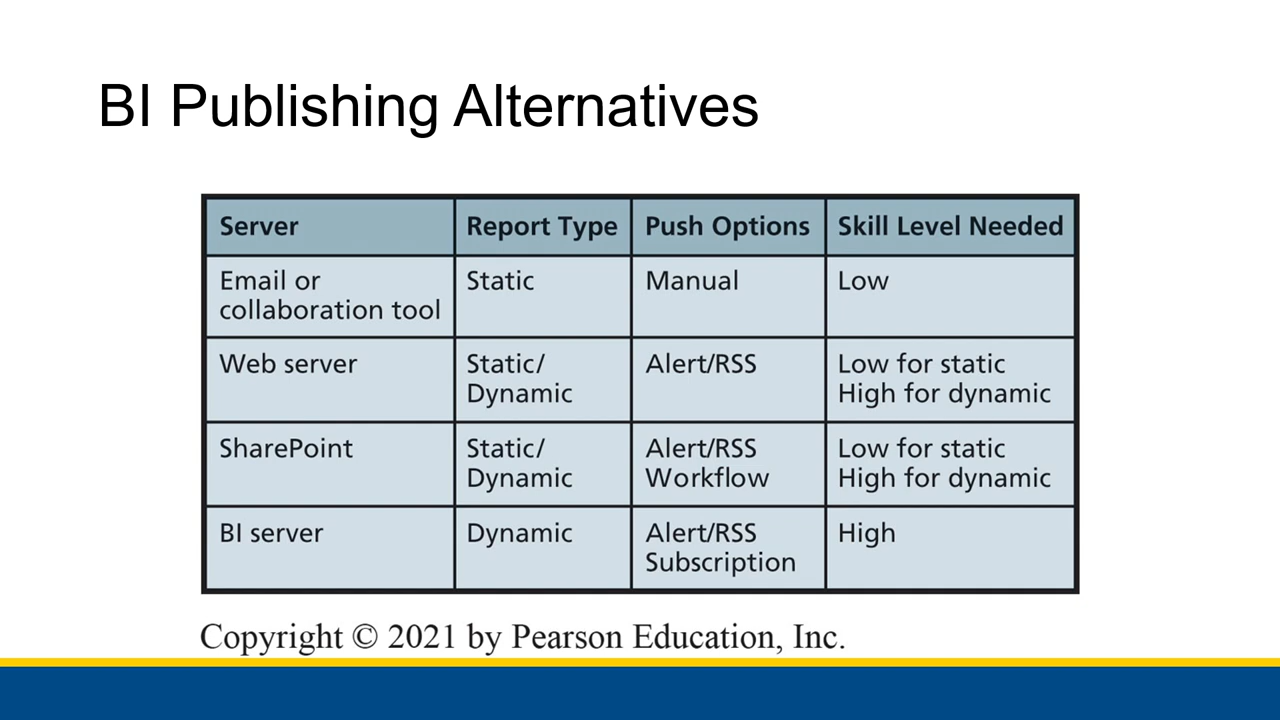 BI Publishing Alternatives
Server
Report Type
Push Options
Skill Level Needed
Email or
collaboration tool
Static
Manual
Low
Web server
Static/
Dynamic
Alert/RSS
Low for static
High for dynamic
SharePoint
Static/
Dynamic
Alert/RSS
Workflow
Low for static
High for dynamic
BI server
Dynamic
Alert/RSS
Subscription
High
Copyright © 2021 by Pearson Education, Inc.